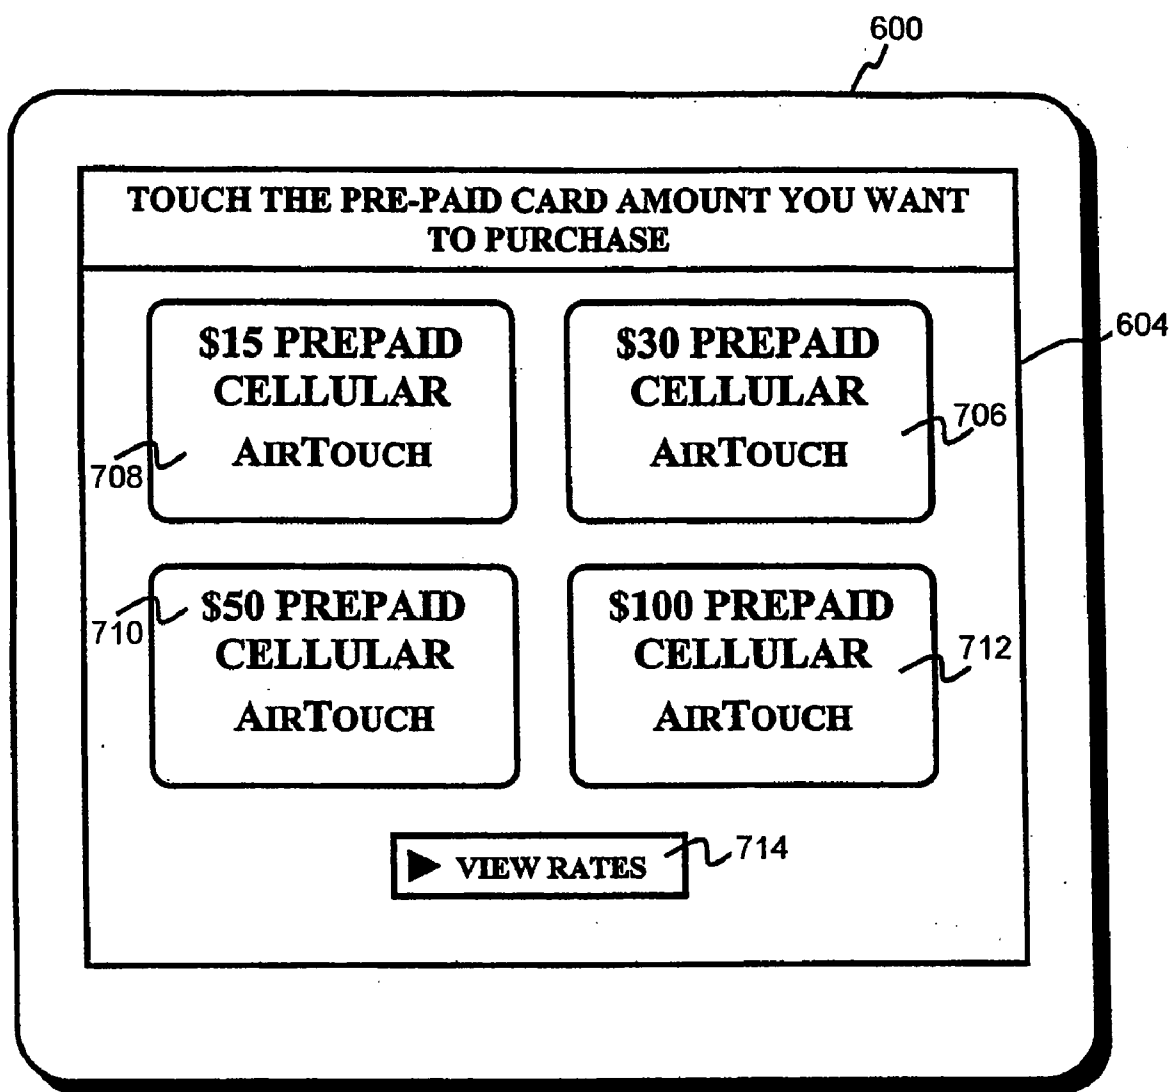 600
TOUCH THE PRE-PAID CARD AMOUNT YOU WANT
TO PURCHASE
604
$15 PREPAID
CELLULAR
AIRTOUCH
708
$30 PREPAID
CELLULAR
AIRTOUCH
706
$50 PREPAID
CELLULAR
AIRTOUCH
710
$100 PREPAID
CELLULAR
AIRTOUCH
712
VIEW RATES
714